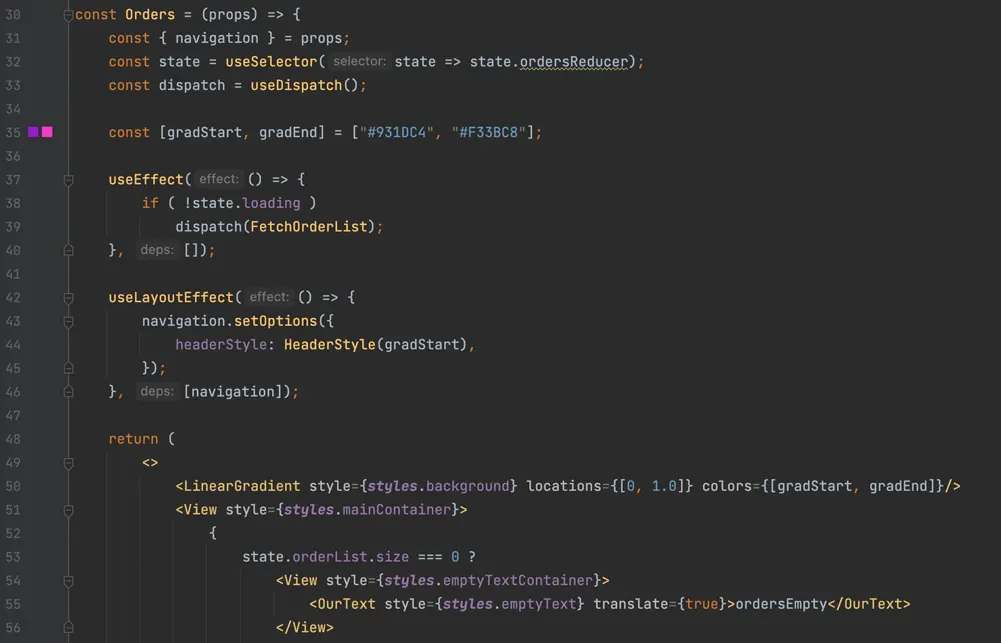 30 const Orders = (props) => {
31     const { navigation } = props;
32     const state = useSelector( selector: state => state.ordersReducer);
33     const dispatch = useDispatch();
34
35     const [gradStart, gradEnd] = ["#931DC4", "#F33BC8"];
36
37     useEffect( effect: () => {
38         if ( !state.loading )
39             dispatch(FetchOrderList);
40     }, deps: []);
41
42     useLayoutEffect( effect: () => {
43         navigation.setOptions({
44             headerStyle: HeaderStyle(gradStart),
45         });
46     }, deps: [navigation]);
47
48     return (
49         <>
50             <LinearGradient style={styles.background} locations={[0, 1.0]} colors={[gradStart, gradEnd]}/>
51             <View style={styles.mainContainer}>
52                 {
53                     state.orderList.size === 0 ?
54                         <View style={styles.emptyTextContainer}>
55                             <OurText style={styles.emptyText} translate={true}>ordersEmpty</OurText>
56                         </View>